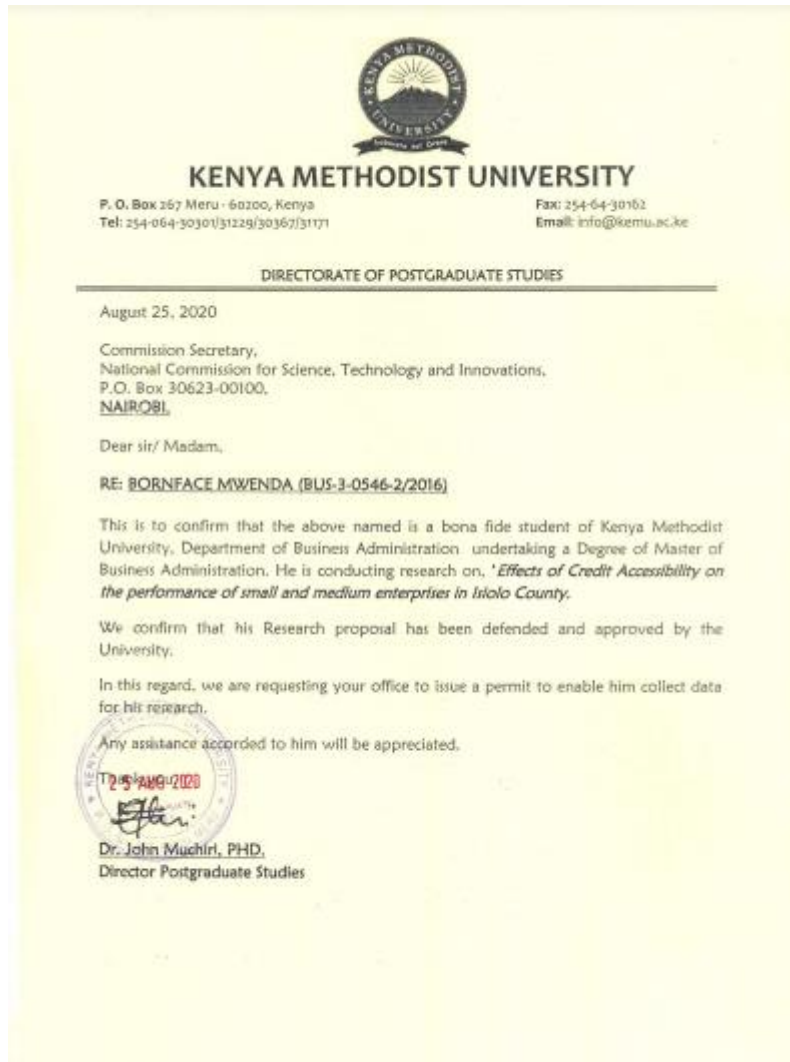 KENYA METHODIST UNIVERSITY
KENYA METHODIST UNIVERSITY
P. O. Box 267 Meru - 60200, Kenya
Fax: 254-64-30162
Tel: 254-064-30301/31229/30367/31171
Email: info@kemu.ac.ke
DIRECTORATE OF POSTGRADUATE STUDIES
August 25, 2020
Commission Secretary,
National Commission for Science, Technology and Innovations,
P.O. Box 30623-00100,
NAIROBI.
Dear sir/ Madam,
RE: BORNFACE MWENDA (BUS-3-0546-2/2016)
This is to confirm that the above named is a bona fide student of Kenya Methodist
University, Department of Business Administration undertaking a Degree of Master of
Business Administration. He is conducting research on, 'Effects of Credit Accessibility on
the performance of small and medium enterprises in Isiolo County.
We confirm that his Research proposal has been defended and approved by the
University.
In this regard, we are requesting your office to issue a permit to enable him collect data
for his research.
Any assistance accorded to him will be appreciated.
Thank you
25 AUG 2020
Dr. John Muchiri, PHD.
Director Postgraduate Studies